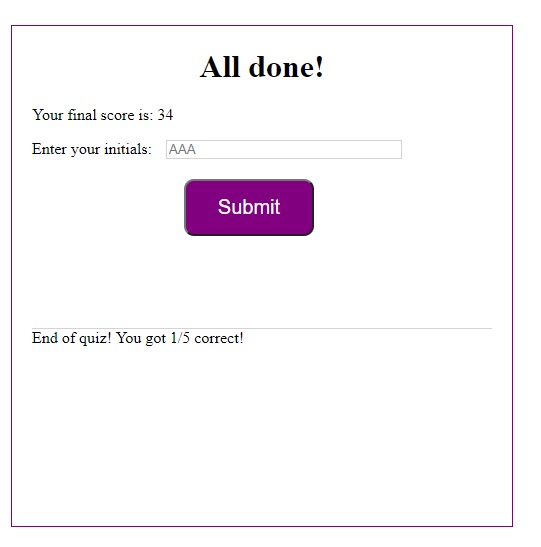 All done!
Your final score is: 34
Enter your initials: AAA
Submit
End of quiz! You got 1/5 correct!